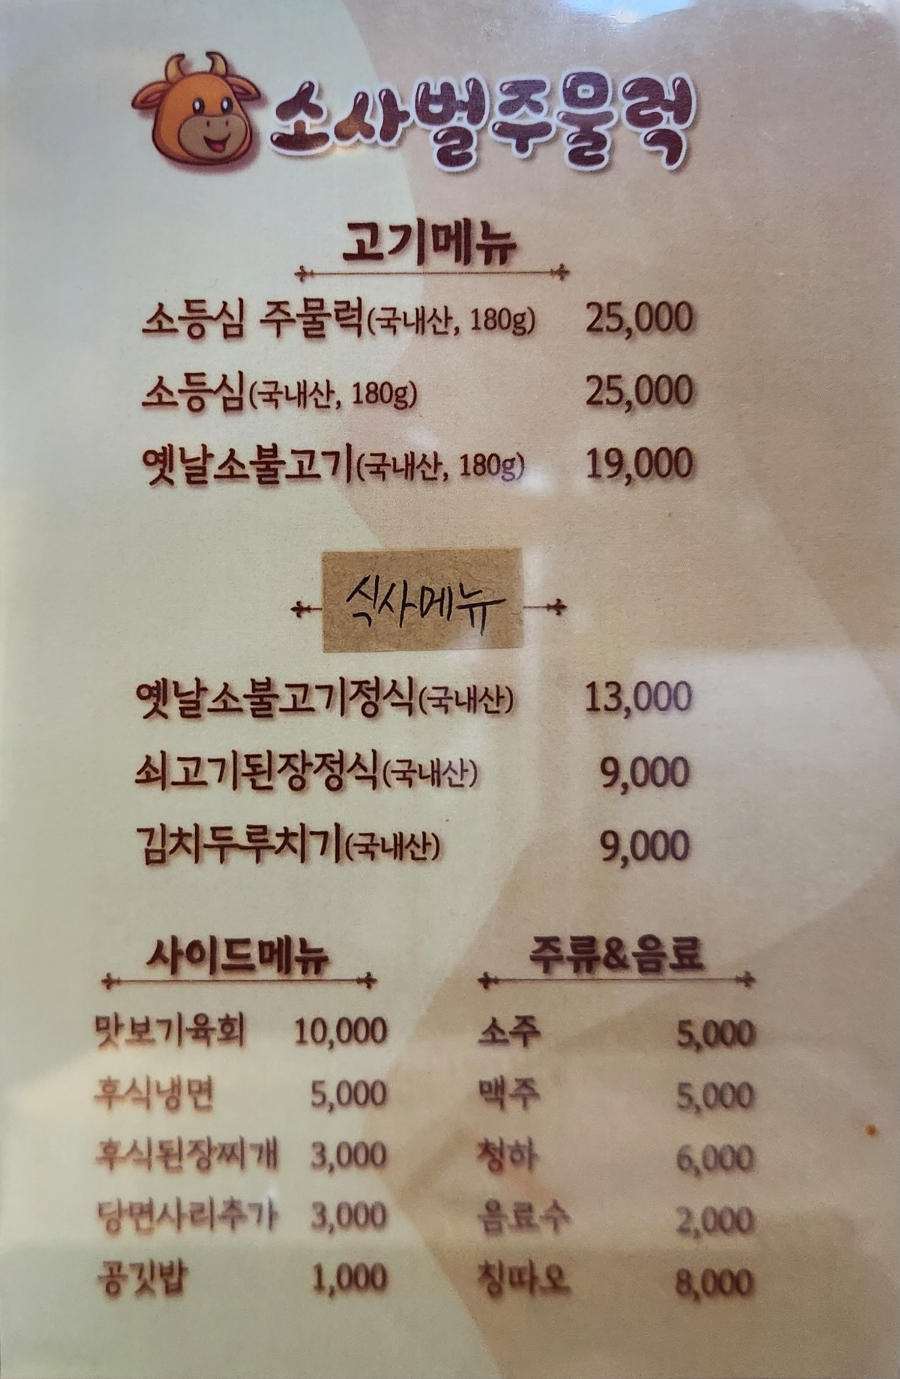 소사벌주물럭
고기메뉴
소등심 주물럭(국내산, 180g) 25,000
소등심(국내산, 180g) 25,000
옛날소불고기(국내산, 180g) 19,000
식사메뉴
옛날소불고기정식(국내산) 13,000
쇠고기된장정식(국내산) 9,000
김치두루치기(국내산) 9,000
사이드메뉴
맛보기육회 10,000
후식냉면 5,000
후식된장찌개 3,000
당면사리추가 3,000
공깃밥 1,000
주류&음료
소주 5,000
맥주 5,000
청하 6,000
음료수 2,000
칭따오 8,000